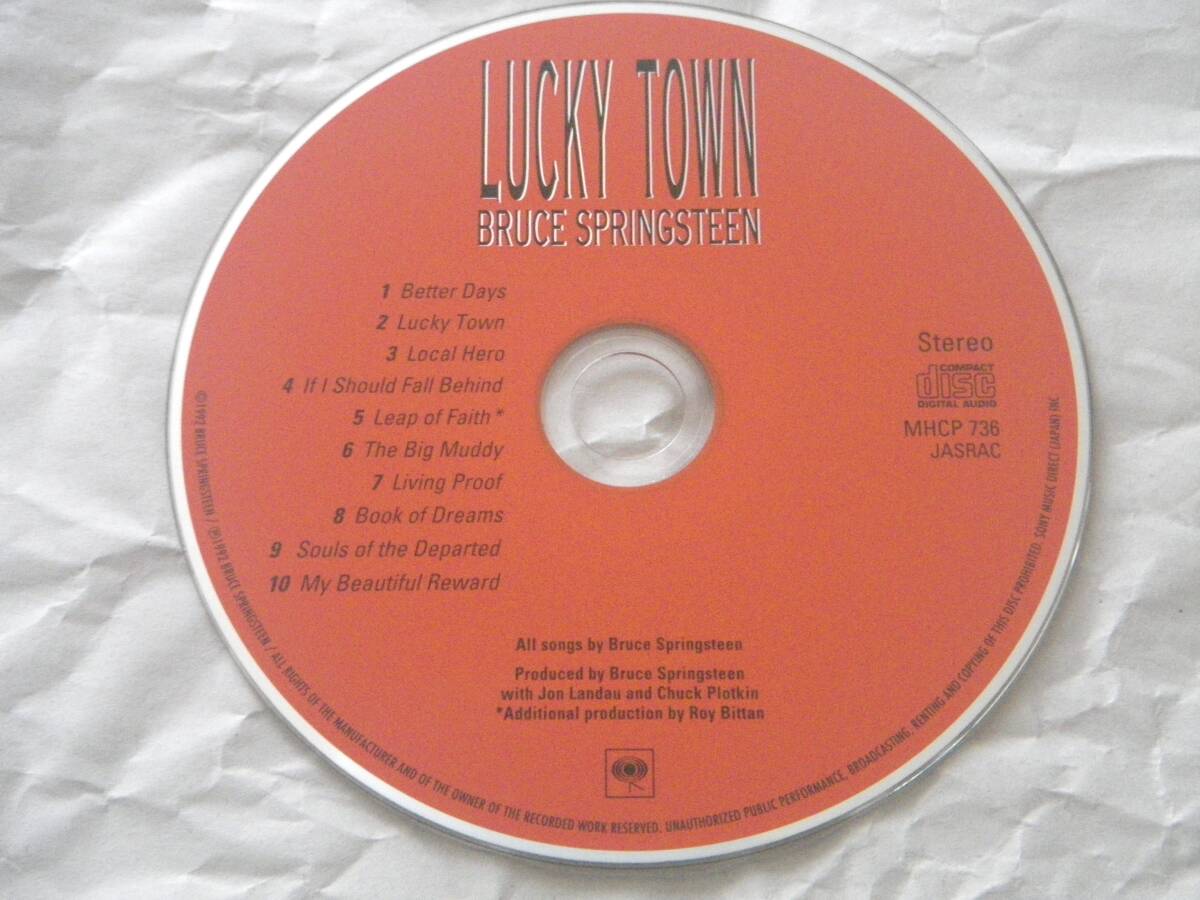 LUCKY TOWN
BRUCE SPRINGSTEEN
1 Better Days
2 Lucky Town
3 Local Hero
4 If I Should Fall Behind
5 Leap of Faith*
6 The Big Muddy
7 Living Proof
8 Book of Dreams
9 Souls of the Departed
10 My Beautiful Reward
Stereo
COMPACT
disc
DIGITAL AUDIO
MHCP 736
JASRAC
All songs by Bruce Springsteen
Produced by Bruce Springsteen
with Jon Landau and Chuck Plotkin
*Additional production by Roy Bittan
©1992 BRUCE SPRINGSTEEN / ℗1992 BRUCE SPRINGSTEEN / ALL RIGHTS OF THE MANUFACTURER AND OF THE OWNER OF THE RECORDED WORK RESERVED. UNAUTHORIZED PUBLIC PERFORMANCE, BROADCASTING, RENTING AND COPYING OF THIS DISC PROHIBITED. SONY MUSIC DIRECT (JAPAN) INC.